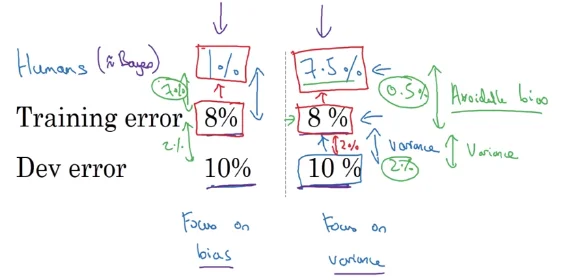 Humans (≈ Bayes) 1% 7.5%
7% 0.5% Avoidable bias
Training error 8% 8 %
2% 2% Variance Variance
Dev error 10% 10 % 2%
Focus on bias
Focus on variance